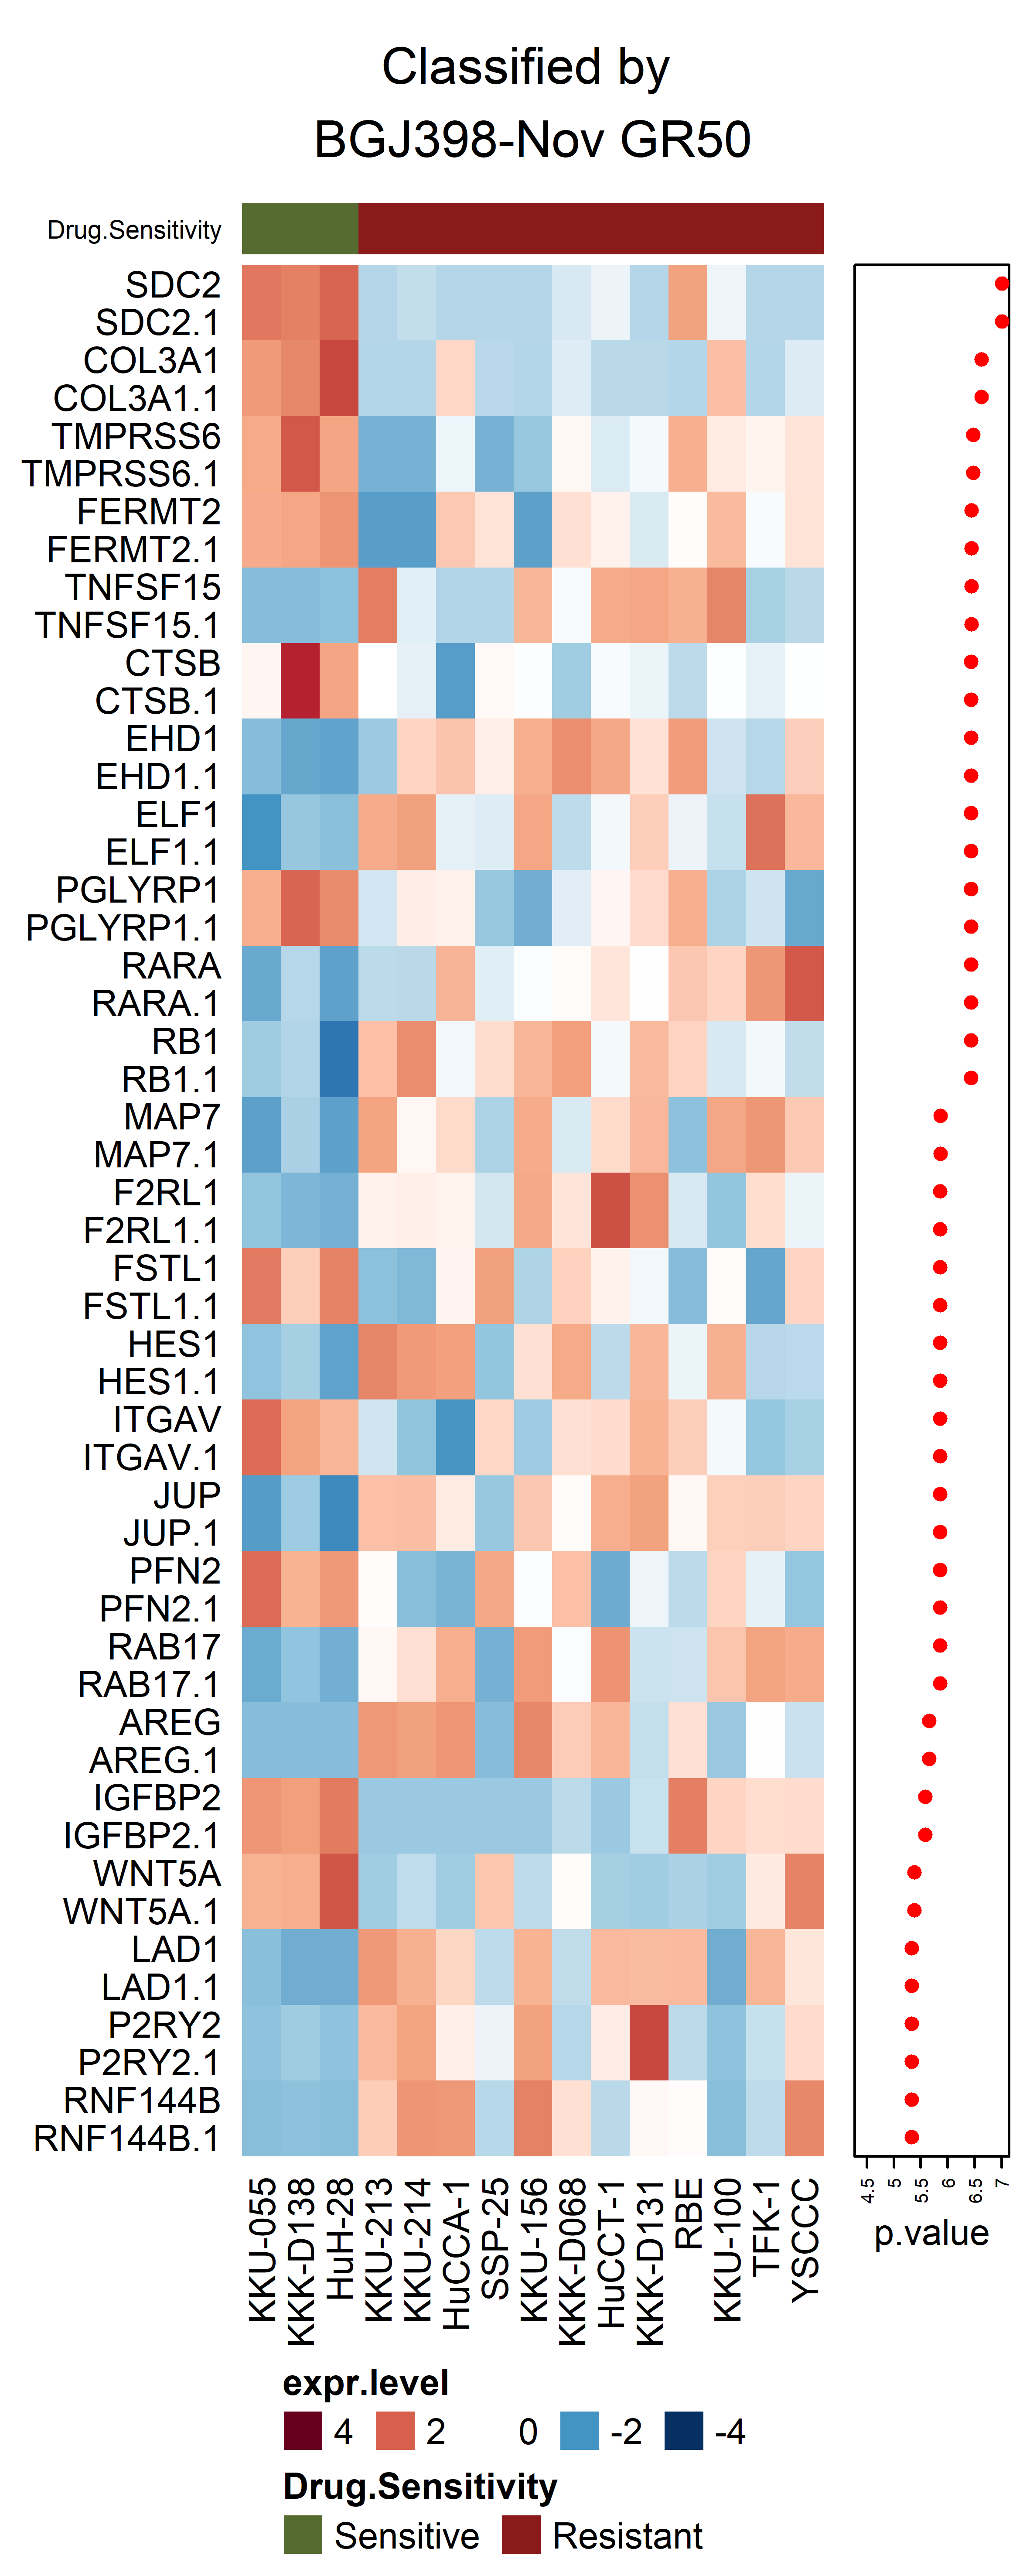 Classified by
BGJ398-Nov GR50
Drug.Sensitivity
SDC2
SDC2.1
COL3A1
COL3A1.1
TMPRSS6
TMPRSS6.1
FERMT2
FERMT2.1
TNFSF15
TNFSF15.1
CTSB
CTSB.1
EHD1
EHD1.1
ELF1
ELF1.1
PGLYRP1
PGLYRP1.1
RARA
RARA.1
RB1
RB1.1
MAP7
MAP7.1
F2RL1
F2RL1.1
FSTL1
FSTL1.1
HES1
HES1.1
ITGAV
ITGAV.1
JUP
JUP.1
PFN2
PFN2.1
RAB17
RAB17.1
AREG
AREG.1
IGFBP2
IGFBP2.1
WNT5A
WNT5A.1
LAD1
LAD1.1
P2RY2
P2RY2.1
RNF144B
RNF144B.1
KKU-055
KKK-D138
HuH-28
KKU-213
KKU-214
HuCCA-1
SSP-25
KKU-156
KKK-D068
HuCCT-1
KKK-D131
RBE
KKU-100
TFK-1
YSCCC
4.5
5
5.5
6
6.5
7
p.value
expr.level
4 2 0 -2 -4
Drug.Sensitivity
Sensitive Resistant